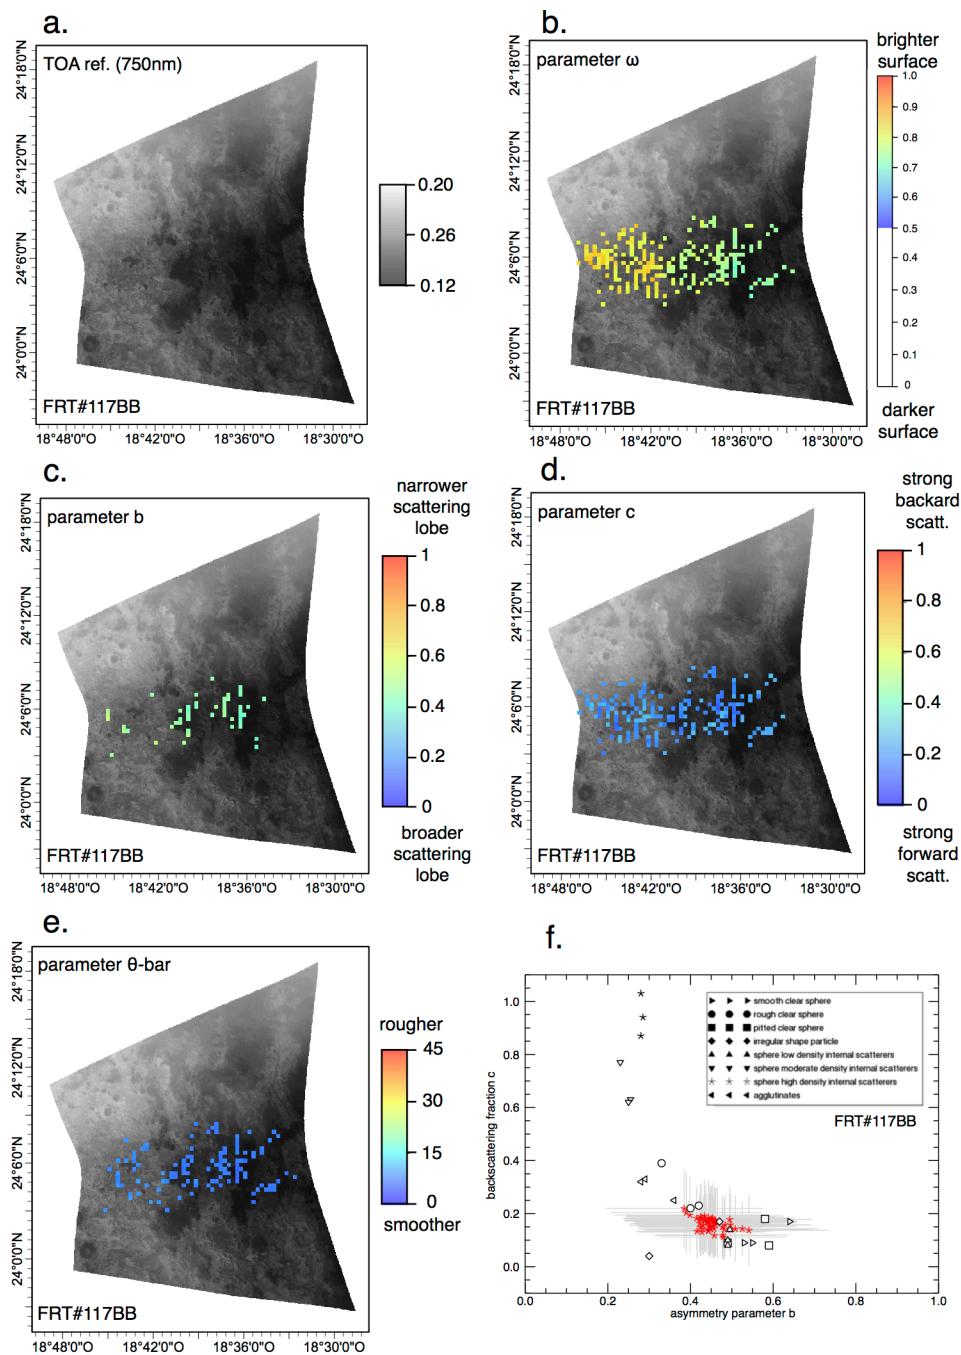 a.
TOA ref. (750nm)
24°18'0"N
24°12'0"N
24°6'0"N
24°0'0"N
0.20
0.26
0.12
FRT#117BB
18°48'0"O
18°42'0"O
18°36'0"O
18°30'0"O
b.
parameter ω
24°18'0"N
24°12'0"N
24°6'0"N
24°0'0"N
brighter
surface
1.0
0.9
0.8
0.7
0.6
0.5
0.4
0.3
0.2
0.1
0
darker
surface
FRT#117BB
18°48'0"O
18°42'0"O
18°36'0"O
18°30'0"O
c.
parameter b
24°18'0"N
24°12'0"N
24°6'0"N
24°0'0"N
narrower
scattering
lobe
1
0.8
0.6
0.4
0.2
0
broader
scattering
lobe
FRT#117BB
18°48'0"O
18°42'0"O
18°36'0"O
18°30'0"O
d.
parameter c
24°18'0"N
24°12'0"N
24°6'0"N
24°0'0"N
strong
backard
scatt.
1
0.8
0.6
0.4
0.2
0
strong
forward
scatt.
FRT#117BB
18°48'0"O
18°42'0"O
18°36'0"O
18°30'0"O
e.
parameter θ-bar
24°18'0"N
24°12'0"N
24°6'0"N
24°0'0"N
rougher
45
30
15
0
smoother
FRT#117BB
18°48'0"O
18°42'0"O
18°36'0"O
18°30'0"O
f.
backscattering fraction c
1.0
0.8
0.6
0.4
0.2
0.0
smooth clear sphere
rough clear sphere
pitted clear sphere
irregular shape particle
sphere low density internal scatterers
sphere moderate density internal scatterers
sphere high density internal scatterers
agglutinates
FRT#117BB
0.0
0.2
0.4
0.6
0.8
1.0
asymmetry parameter b